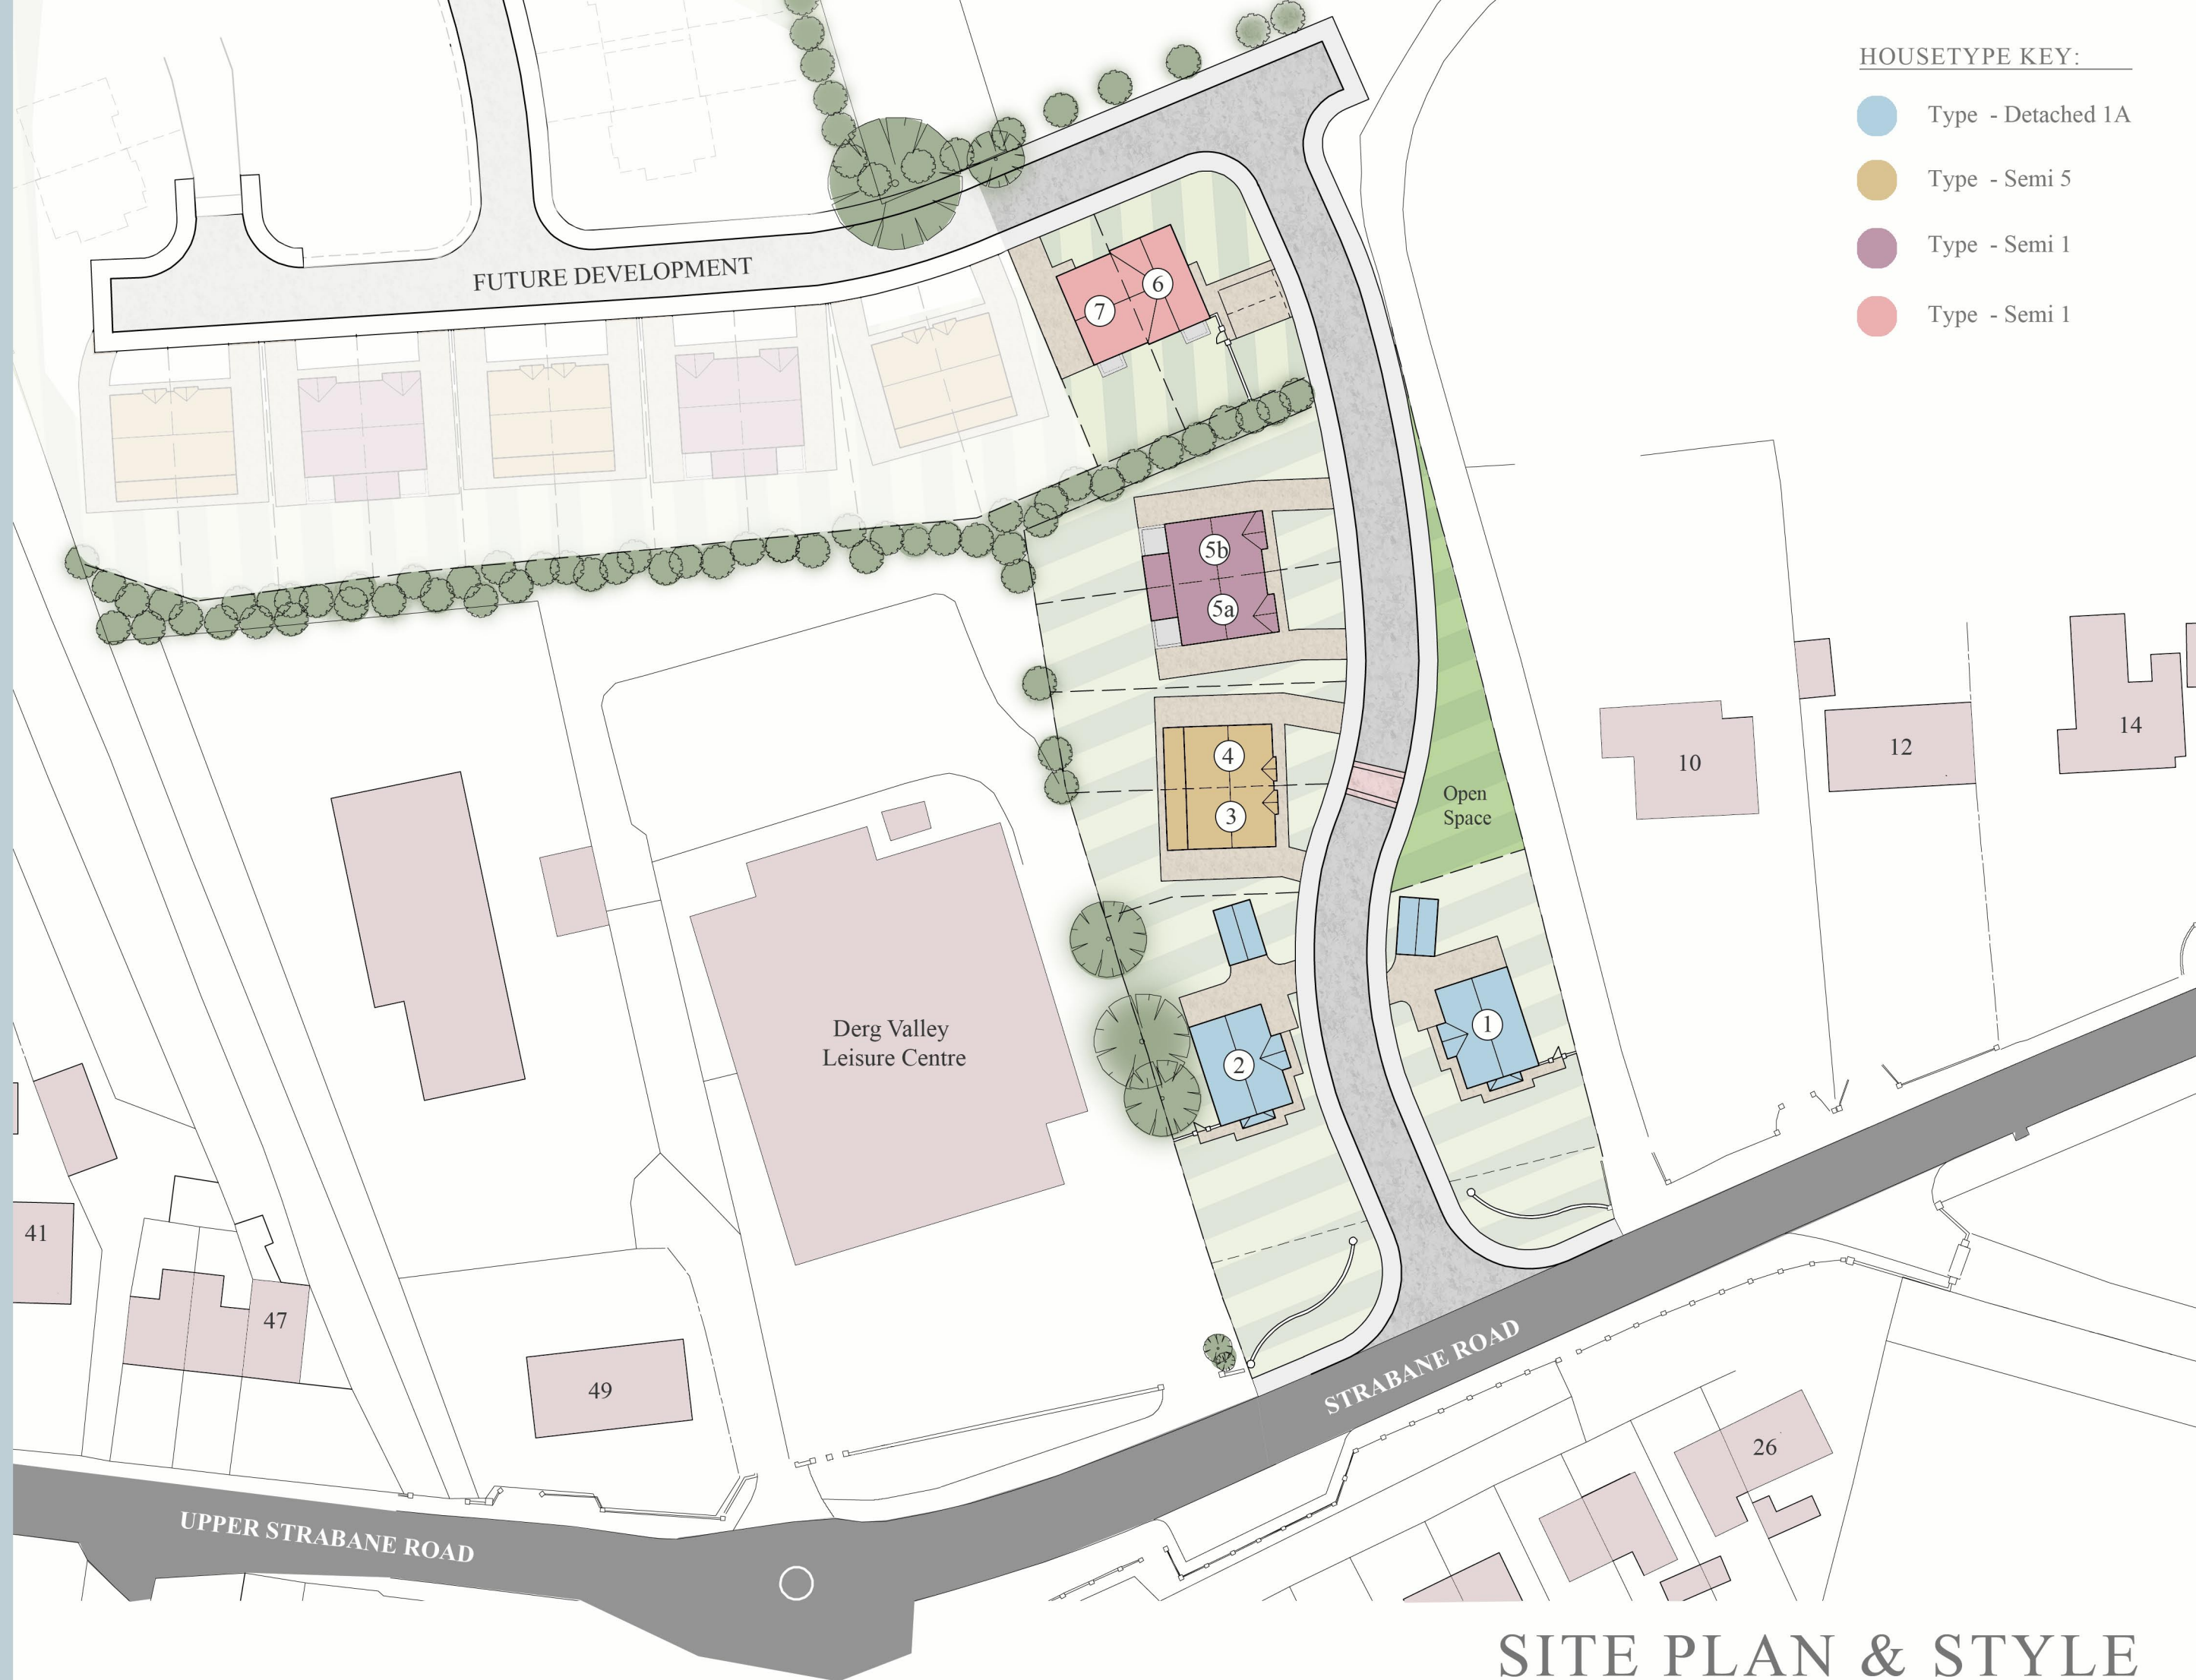 HOUSETYPE KEY:
Type - Detached 1A
Type - Semi 5
Type - Semi 1
Type - Semi 1
FUTURE DEVELOPMENT
6
7
5b
5a
4
3
Open
Space
10
12
14
1
2
Derg Valley
Leisure Centre
41
47
49
26
STRABANE ROAD
UPPER STRABANE ROAD
SITE PLAN & STYLE